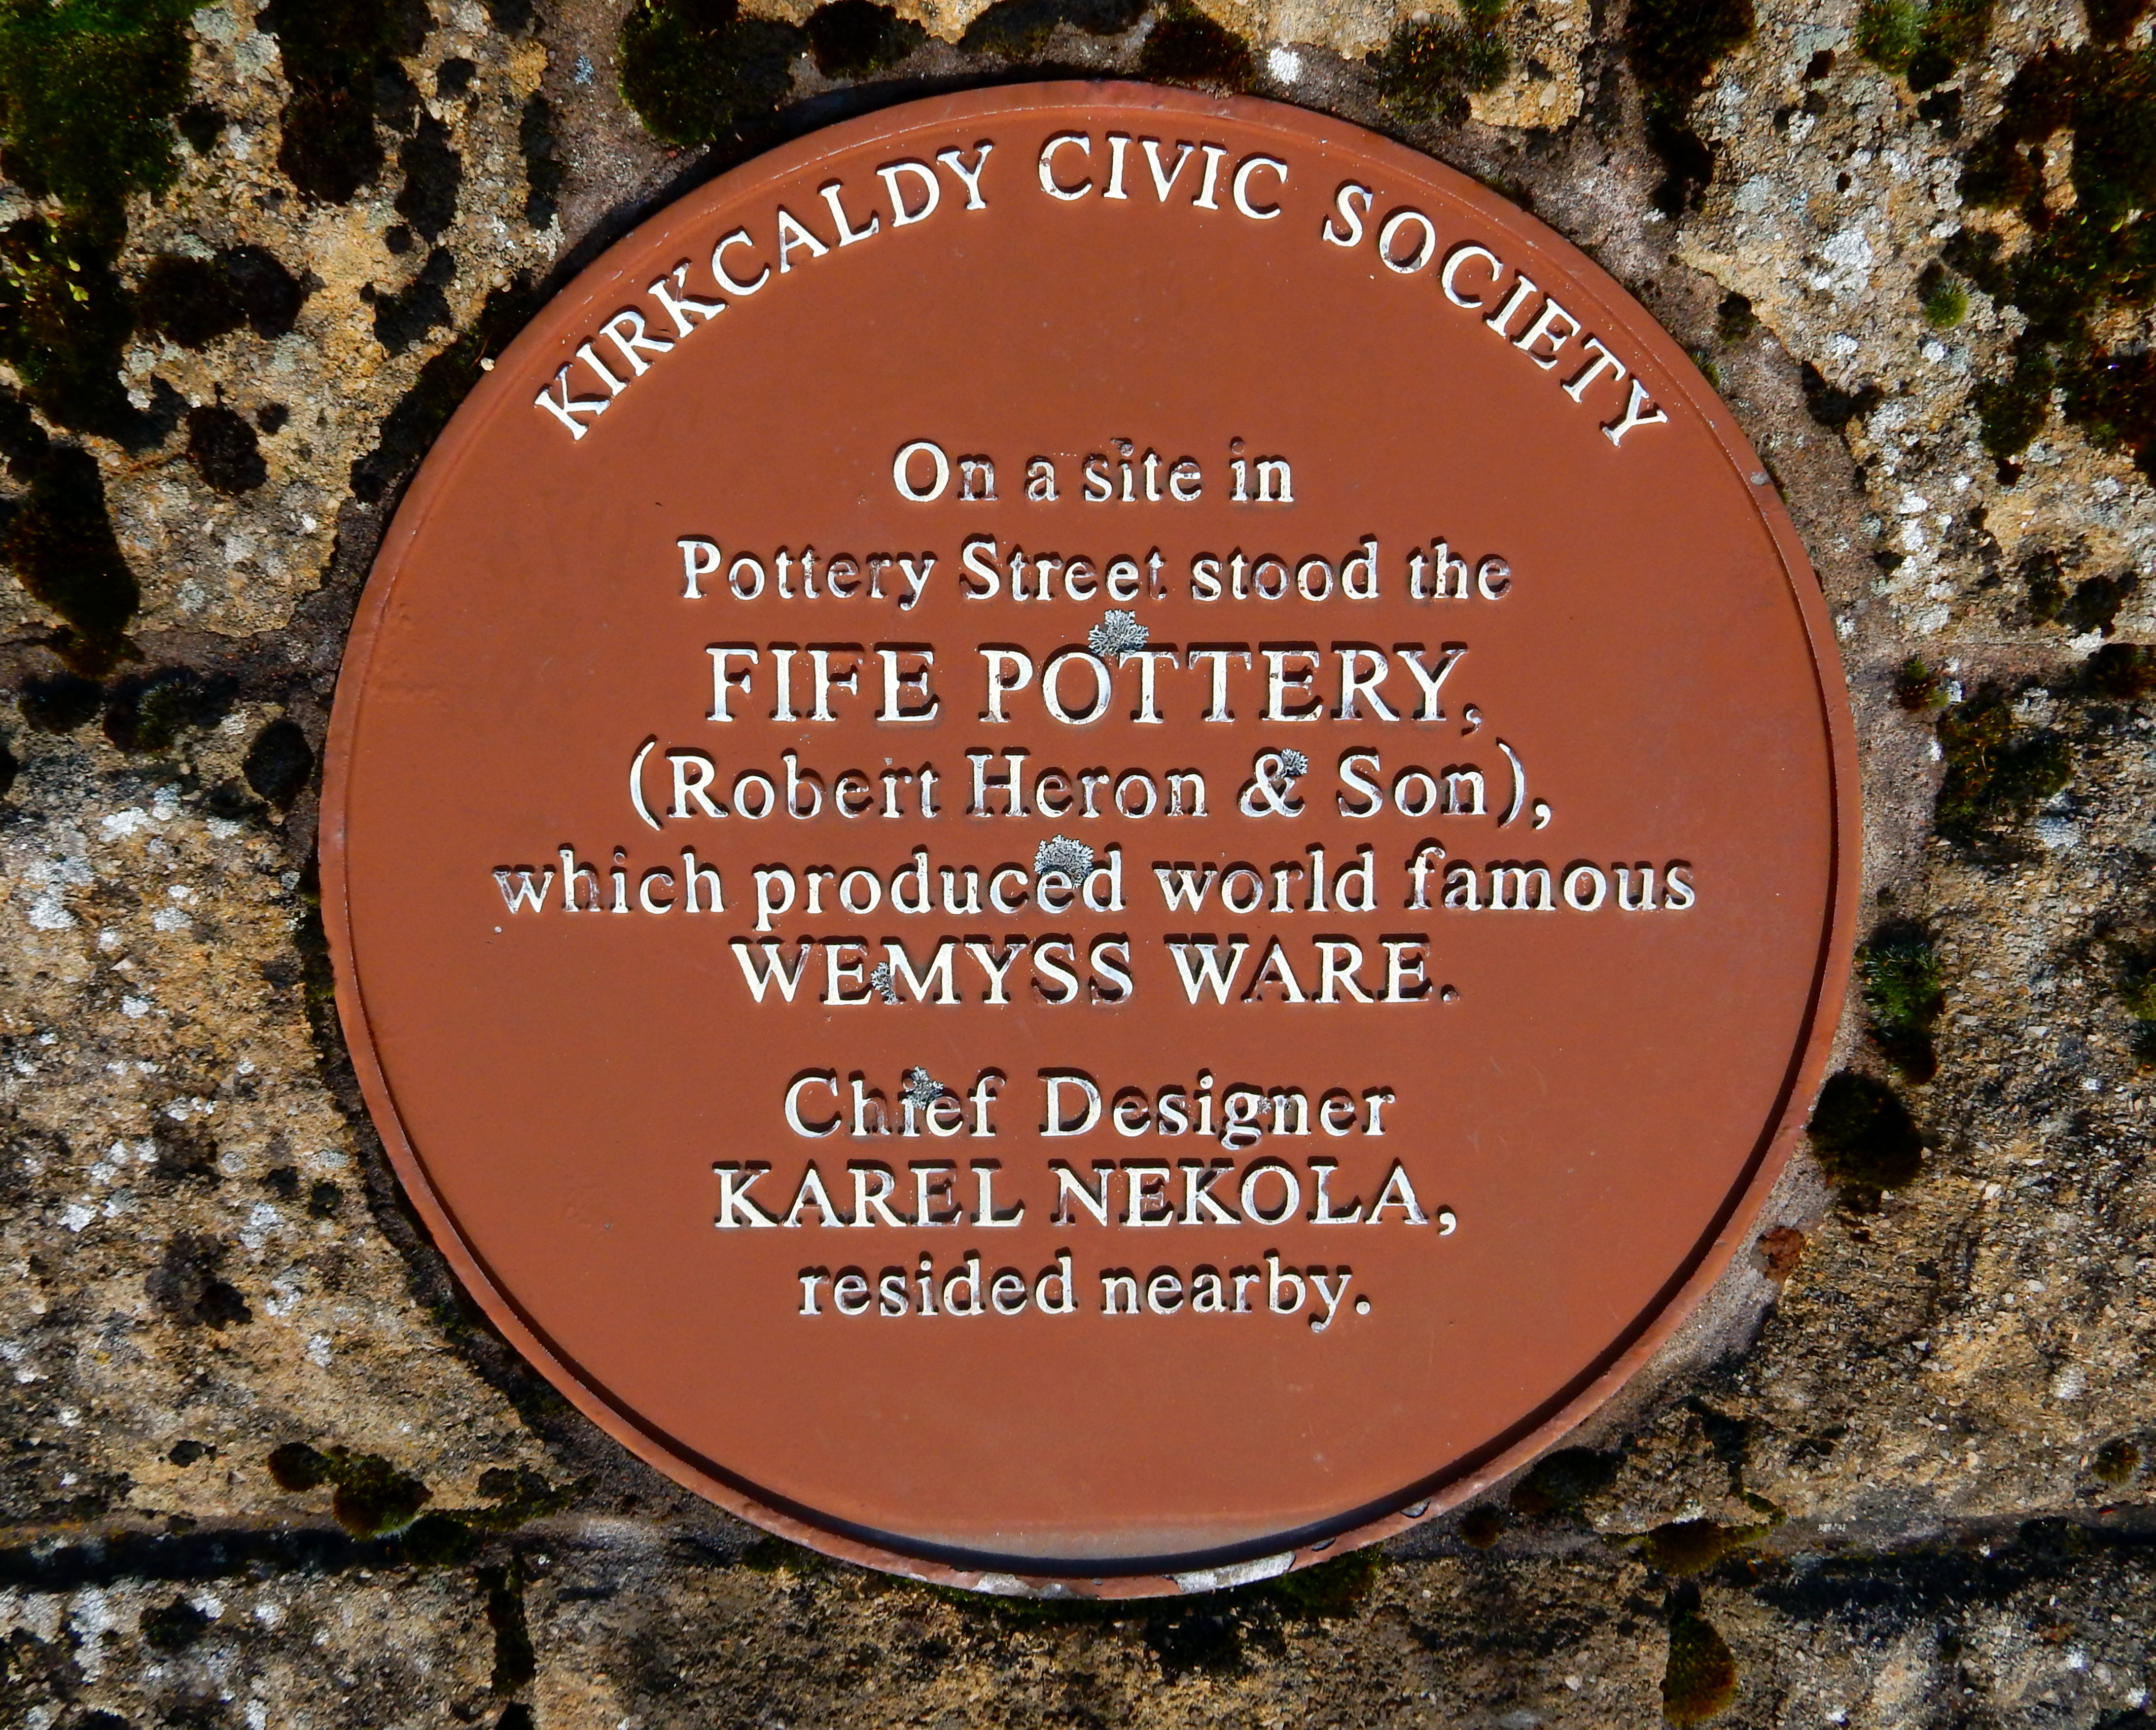 KIRKCALDY CIVIC SOCIETY
On a site in
Pottery Street stood the
FIFE POTTERY,
(Robert Heron & Son),
which produced world famous
WEMYSS WARE.
Chief Designer
KAREL NEKOLA,
resided nearby.